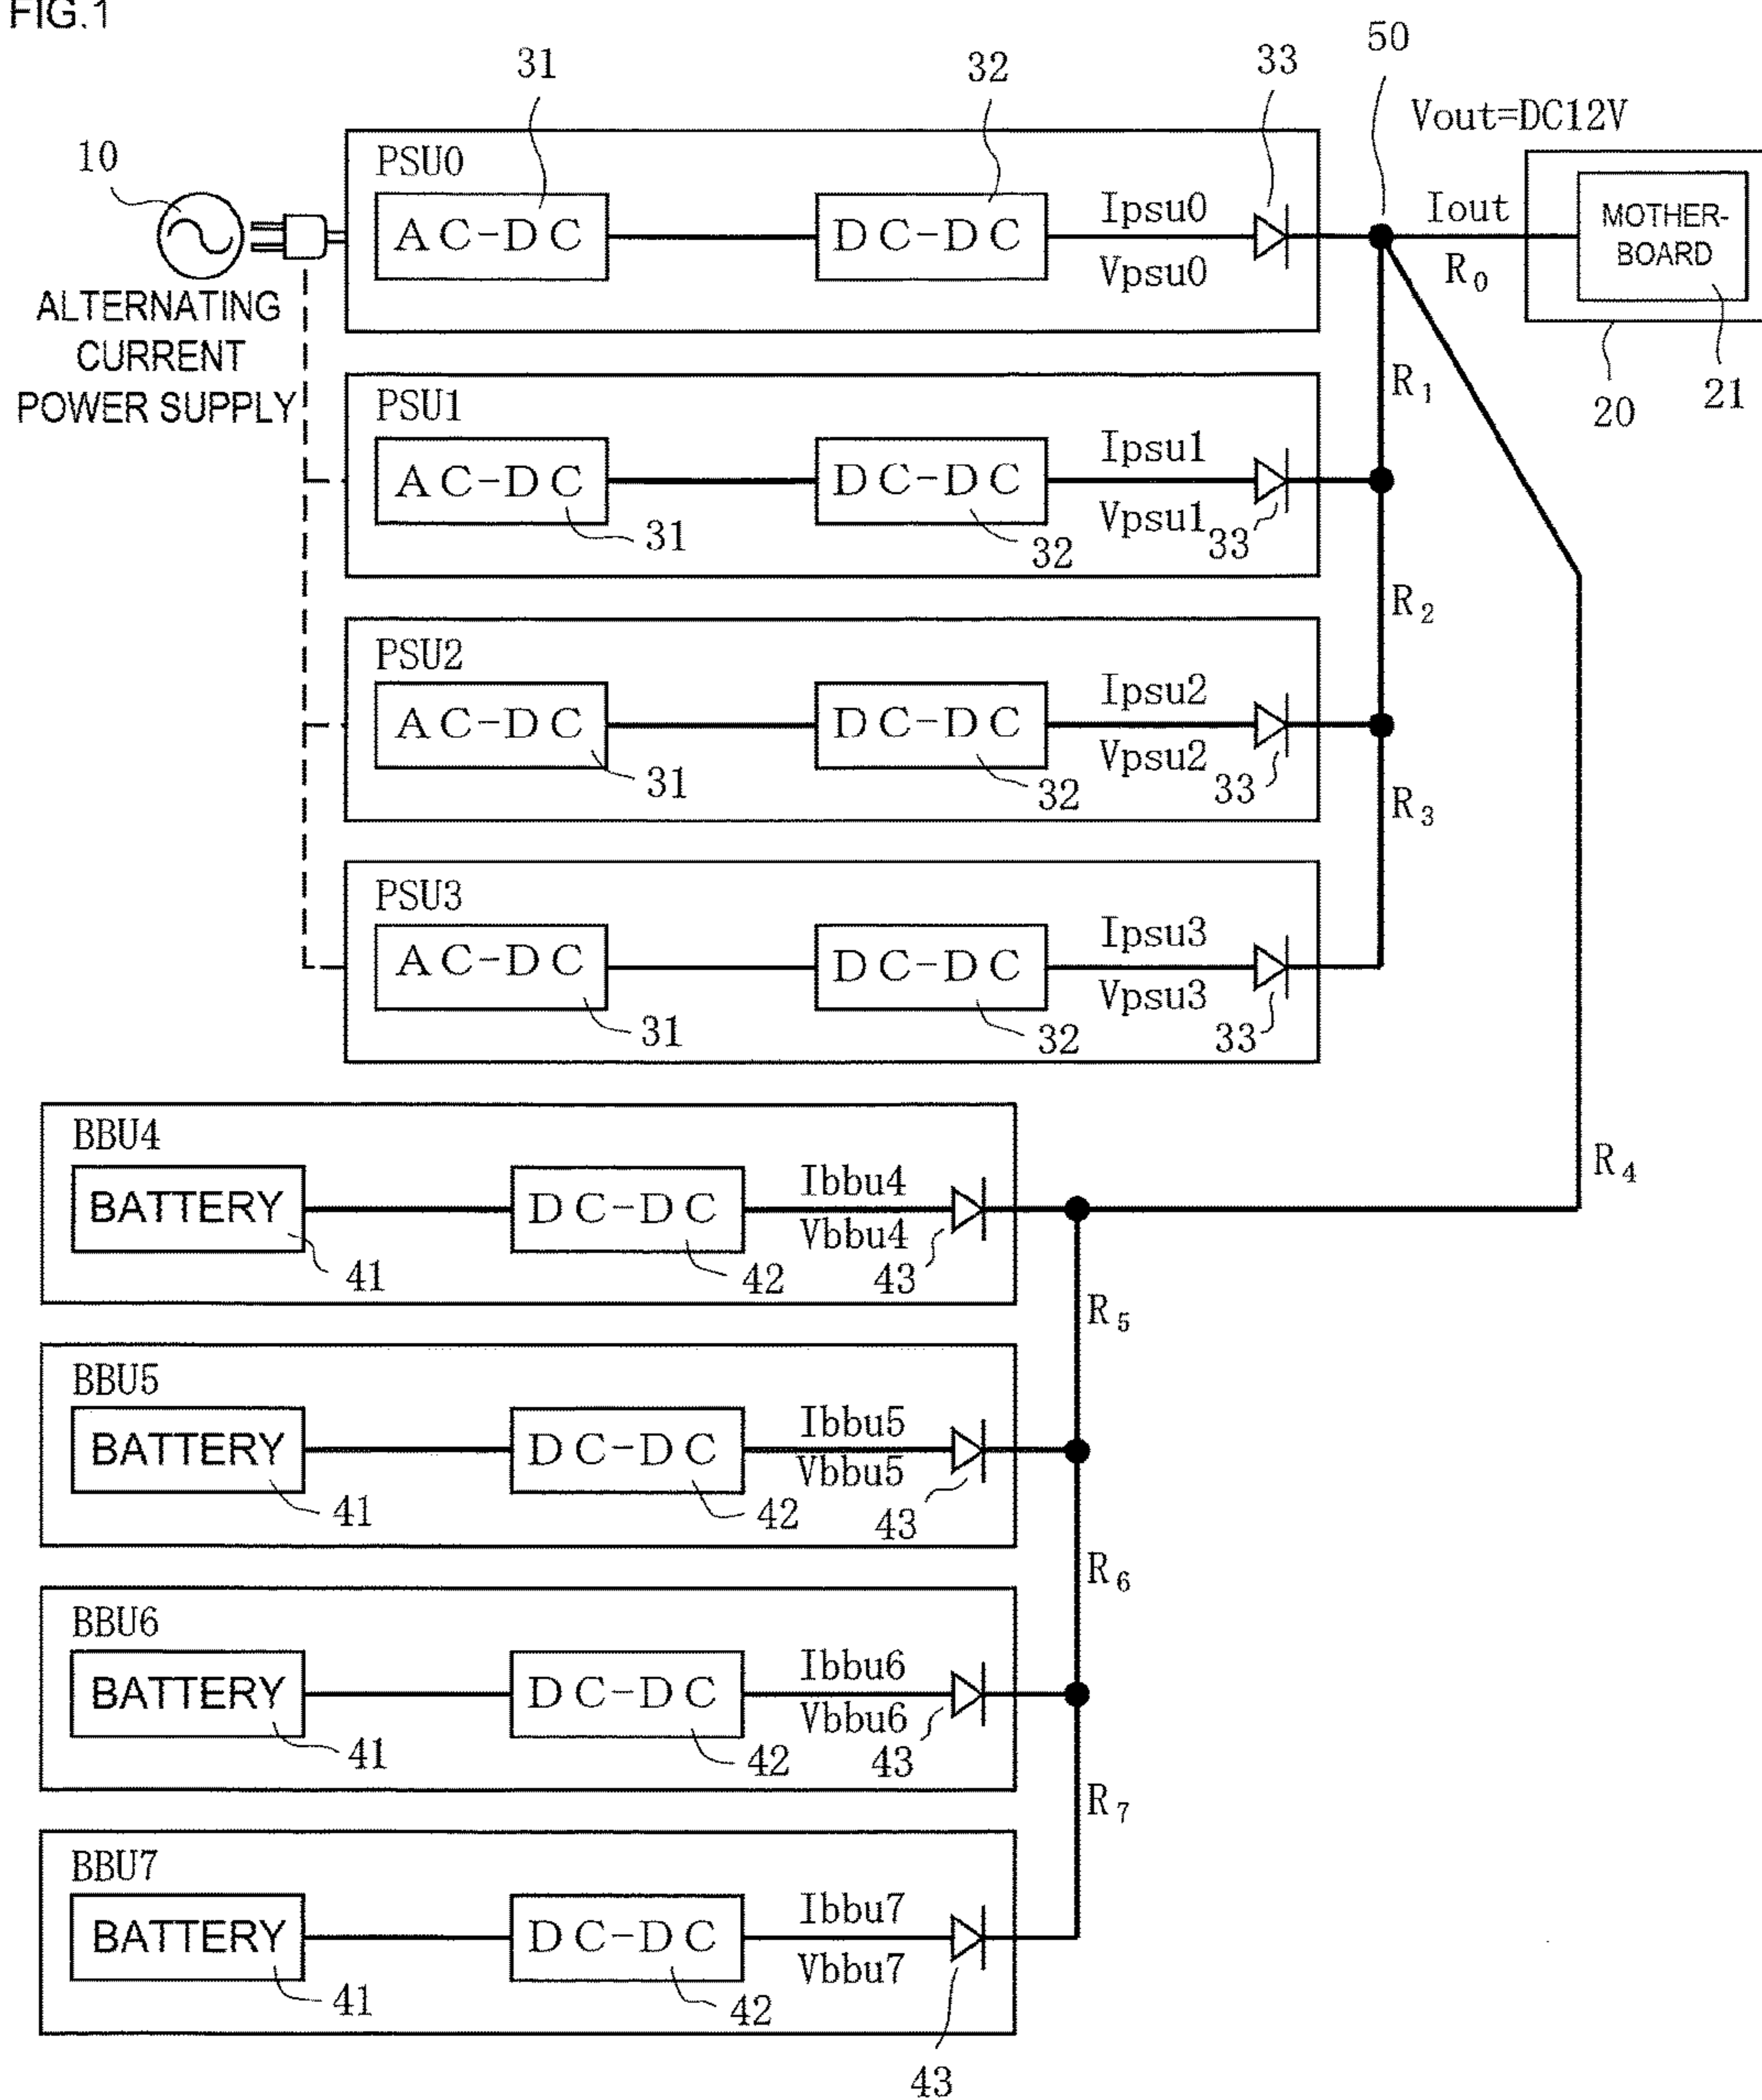 FIG.1
50
31
32
33
Vout=DC12V
10
PSU0
AC-DC
DC-DC
Ipsu0
Vpsu0
Iout
R0
MOTHER-
BOARD
ALTERNATING
CURRENT
POWER SUPPLY
R1
20
21
PSU1
AC-DC
DC-DC
Ipsu1
Vpsu1
31
32
33
R2
PSU2
AC-DC
DC-DC
Ipsu2
Vpsu2
31
32
33
R3
PSU3
AC-DC
DC-DC
Ipsu3
Vpsu3
31
32
33
BBU4
BATTERY
DC-DC
Ibbu4
Vbbu4
41
42
43
R4
R5
BBU5
BATTERY
DC-DC
Ibbu5
Vbbu5
41
42
43
R6
BBU6
BATTERY
DC-DC
Ibbu6
Vbbu6
41
42
43
R7
BBU7
BATTERY
DC-DC
Ibbu7
Vbbu7
41
42
43